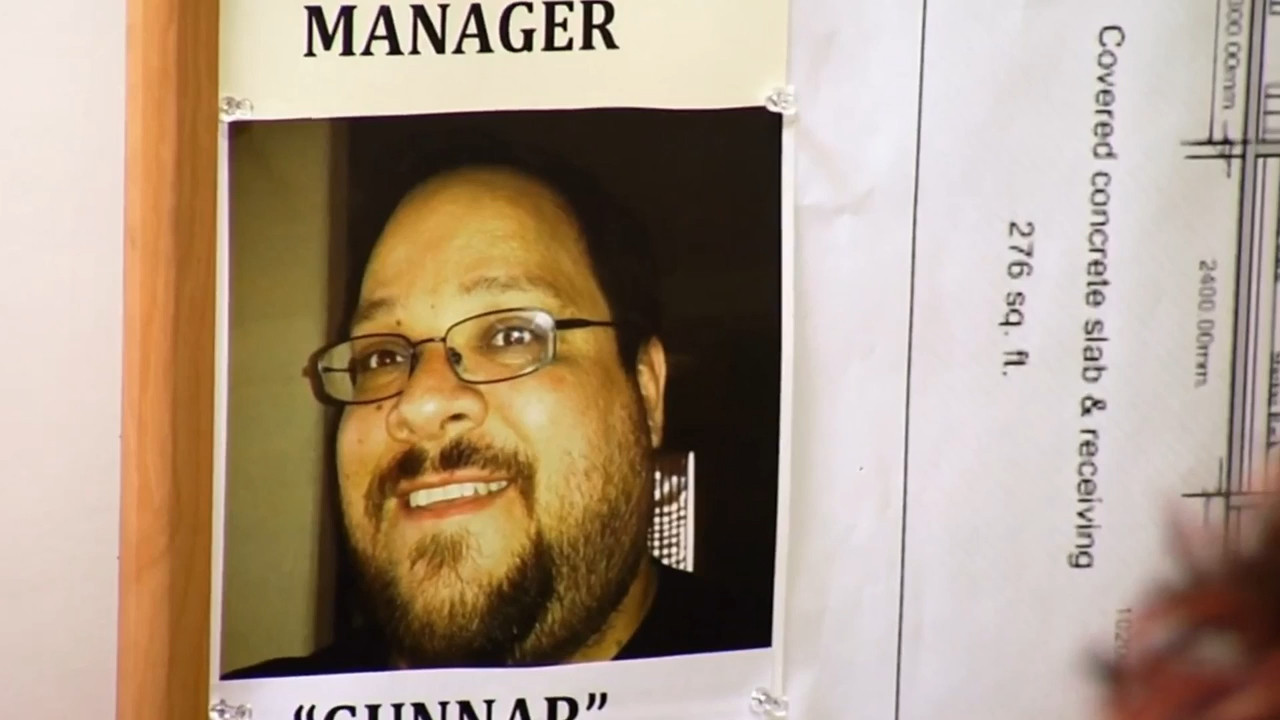 MANAGER
"GUNNAR"
Covered concrete slab & receiving
276 sq. ft.
2400 00mm